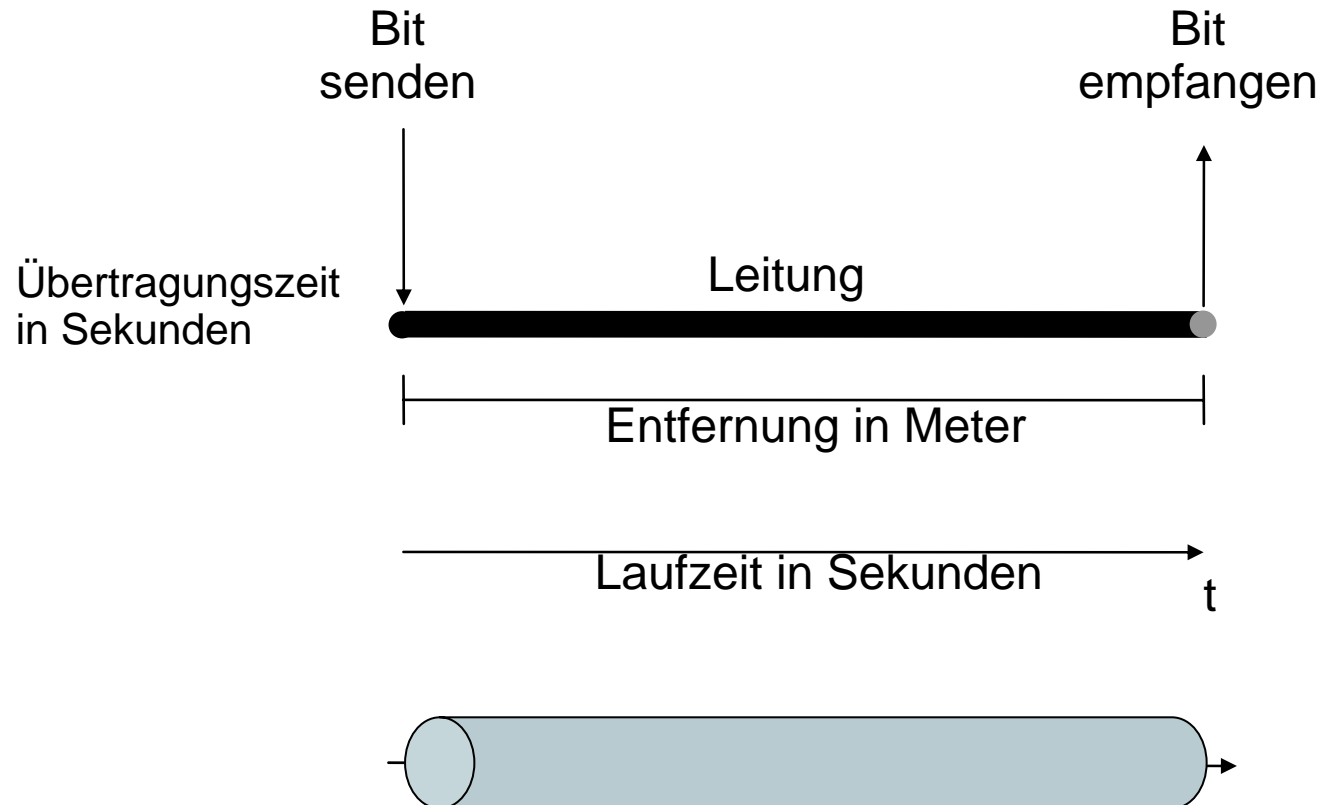 Bit
senden
Bit
empfangen
Übertragungszeit
in Sekunden
Leitung
Entfernung in Meter
Laufzeit in Sekunden
t